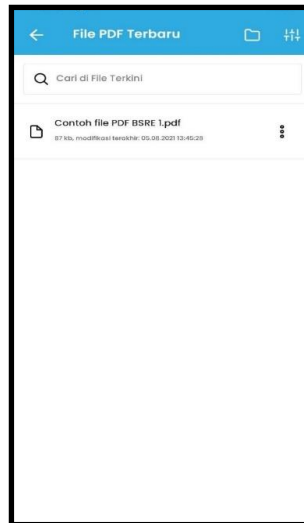 File PDF Terbaru
Cari di File Terkini
Contoh file PDF BSRE 1.pdf
87 kb, modifikasi terakhir: 05.08.2021 13:45:28